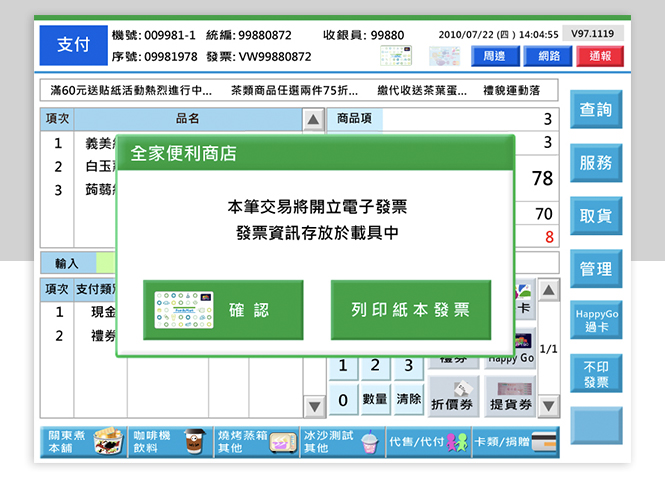 支付
機號: 009981-1 統編: 99880872 收銀員: 99880
序號: 09981978 發票: VW99880872
2010/07/22 (四) 14:04:55
V97.1119
周邊
網路
通報
滿60元送貼紙活動熱烈進行中... 茶類商品任選兩件75折... 繳代收送茶葉蛋... 禮貌運動落
項次 品名
1 義美
2 白玉
3 蒟蒻
商品項 3
3
78
70
8
全家便利商店
本筆交易將開立電子發票
發票資訊存放於載具中
確認
列印紙本發票
輸入
項次 支付類
1 現金
2 禮券
卡
禮券
Happy Go
1/1
1 2 3
0 數量 清除
折價券 提貨券
查詢
服務
取貨
管理
HappyGo
過卡
不印
發票
關東煮
本舖
咖啡機
飲料
燒烤蒸箱
其他
冰沙測試
其他
代售/代付
卡類/捐贈